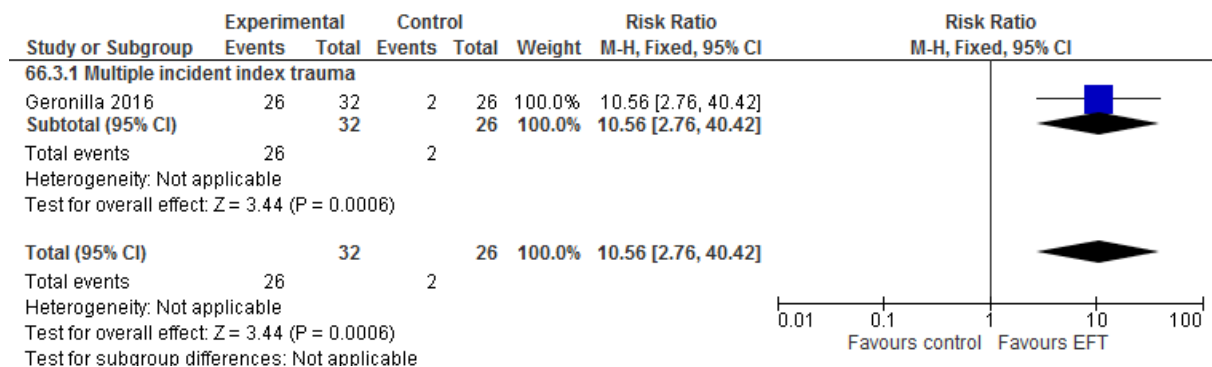 Experimental Control Risk Ratio Risk Ratio
Study or Subgroup Events Total Events Total Weight M-H, Fixed, 95% CI M-H, Fixed, 95% CI
66.3.1 Multiple incident index trauma
Geronilla 2016 26 32 2 26 100.0% 10.56 [2.76, 40.42]
Subtotal (95% CI) 32 26 100.0% 10.56 [2.76, 40.42]
Total events 26 2
Heterogeneity: Not applicable
Test for overall effect: Z = 3.44 (P = 0.0006)
Total (95% CI) 32 26 100.0% 10.56 [2.76, 40.42]
Total events 26 2
Heterogeneity: Not applicable
Test for overall effect: Z = 3.44 (P = 0.0006)
Test for subgroup differences: Not applicable
0.01 0.1 1 10 100
Favours control Favours EFT